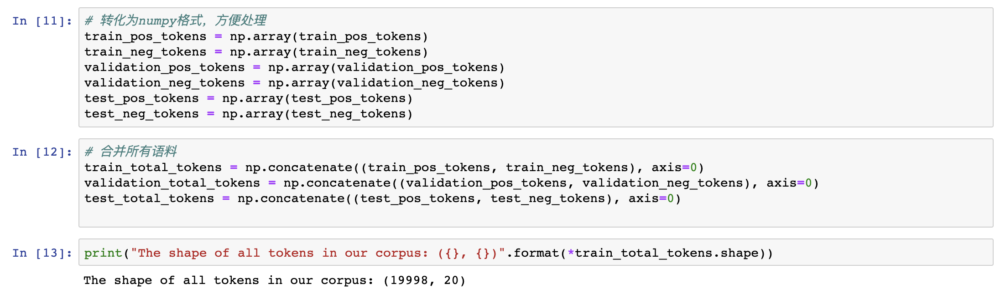 In [11]:
# 转化为numpy格式，方便处理
train_pos_tokens = np.array(train_pos_tokens)
train_neg_tokens = np.array(train_neg_tokens)
validation_pos_tokens = np.array(validation_pos_tokens)
validation_neg_tokens = np.array(validation_neg_tokens)
test_pos_tokens = np.array(test_pos_tokens)
test_neg_tokens = np.array(test_neg_tokens)
In [12]:
# 合并所有语料
train_total_tokens = np.concatenate((train_pos_tokens, train_neg_tokens), axis=0)
validation_total_tokens = np.concatenate((validation_pos_tokens, validation_neg_tokens), axis=0)
test_total_tokens = np.concatenate((test_pos_tokens, test_neg_tokens), axis=0)
In [13]:
print("The shape of all tokens in our corpus: ({}, {})".format(*train_total_tokens.shape))
The shape of all tokens in our corpus: (19998, 20)